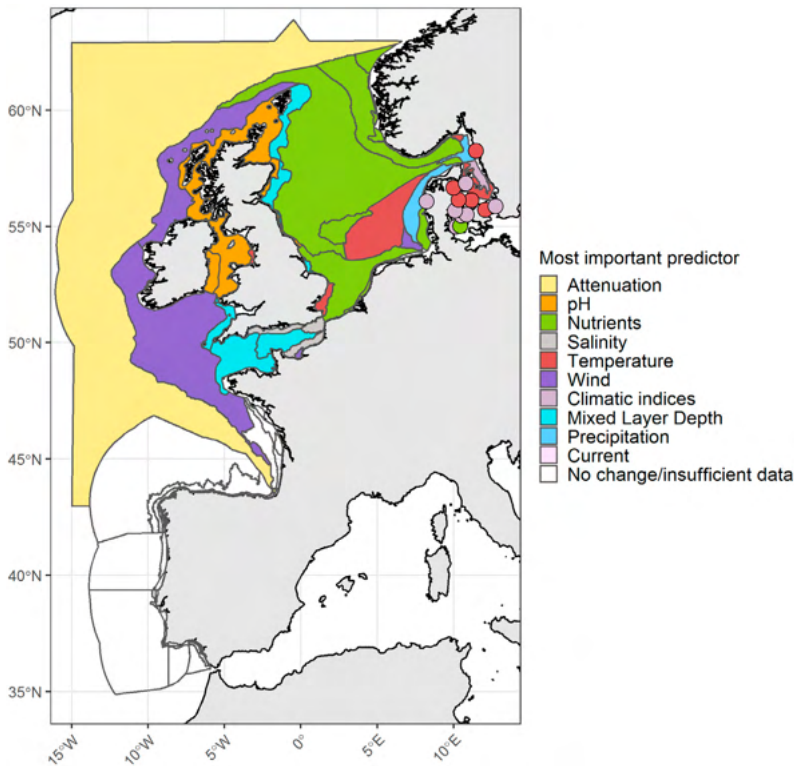 60°N
55°N
50°N
45°N
40°N
35°N
15°W
10°W
5°W
0°
5°E
10°E
Most important predictor
Attenuation
pH
Nutrients
Salinity
Temperature
Wind
Climatic indices
Mixed Layer Depth
Precipitation
Current
No change/insufficient data